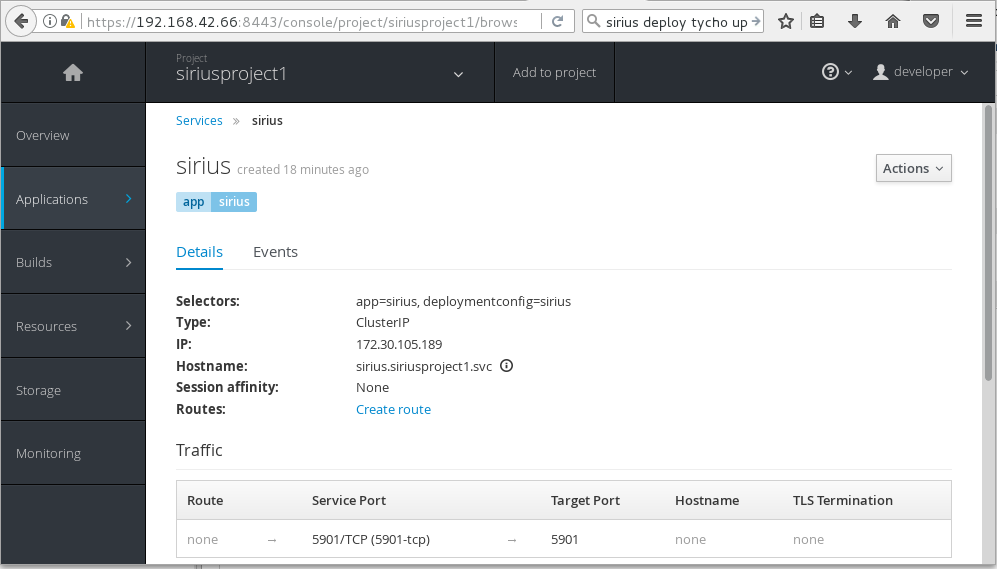 https://192.168.42.66:8443/console/project/siriusproject1/brows
sirius deploy tycho up
Project
siriusproject1
Add to project
developer
Overview
Applications
Builds
Resources
Storage
Monitoring
Services » sirius
sirius created 18 minutes ago
Actions
app sirius
Details Events
Selectors: app=sirius, deploymentconfig=sirius
Type: ClusterIP
IP: 172.30.105.189
Hostname: sirius.siriusproject1.svc
Session affinity: None
Routes: Create route
Traffic
Route Service Port Target Port Hostname TLS Termination
none → 5901/TCP (5901-tcp) → 5901 none none